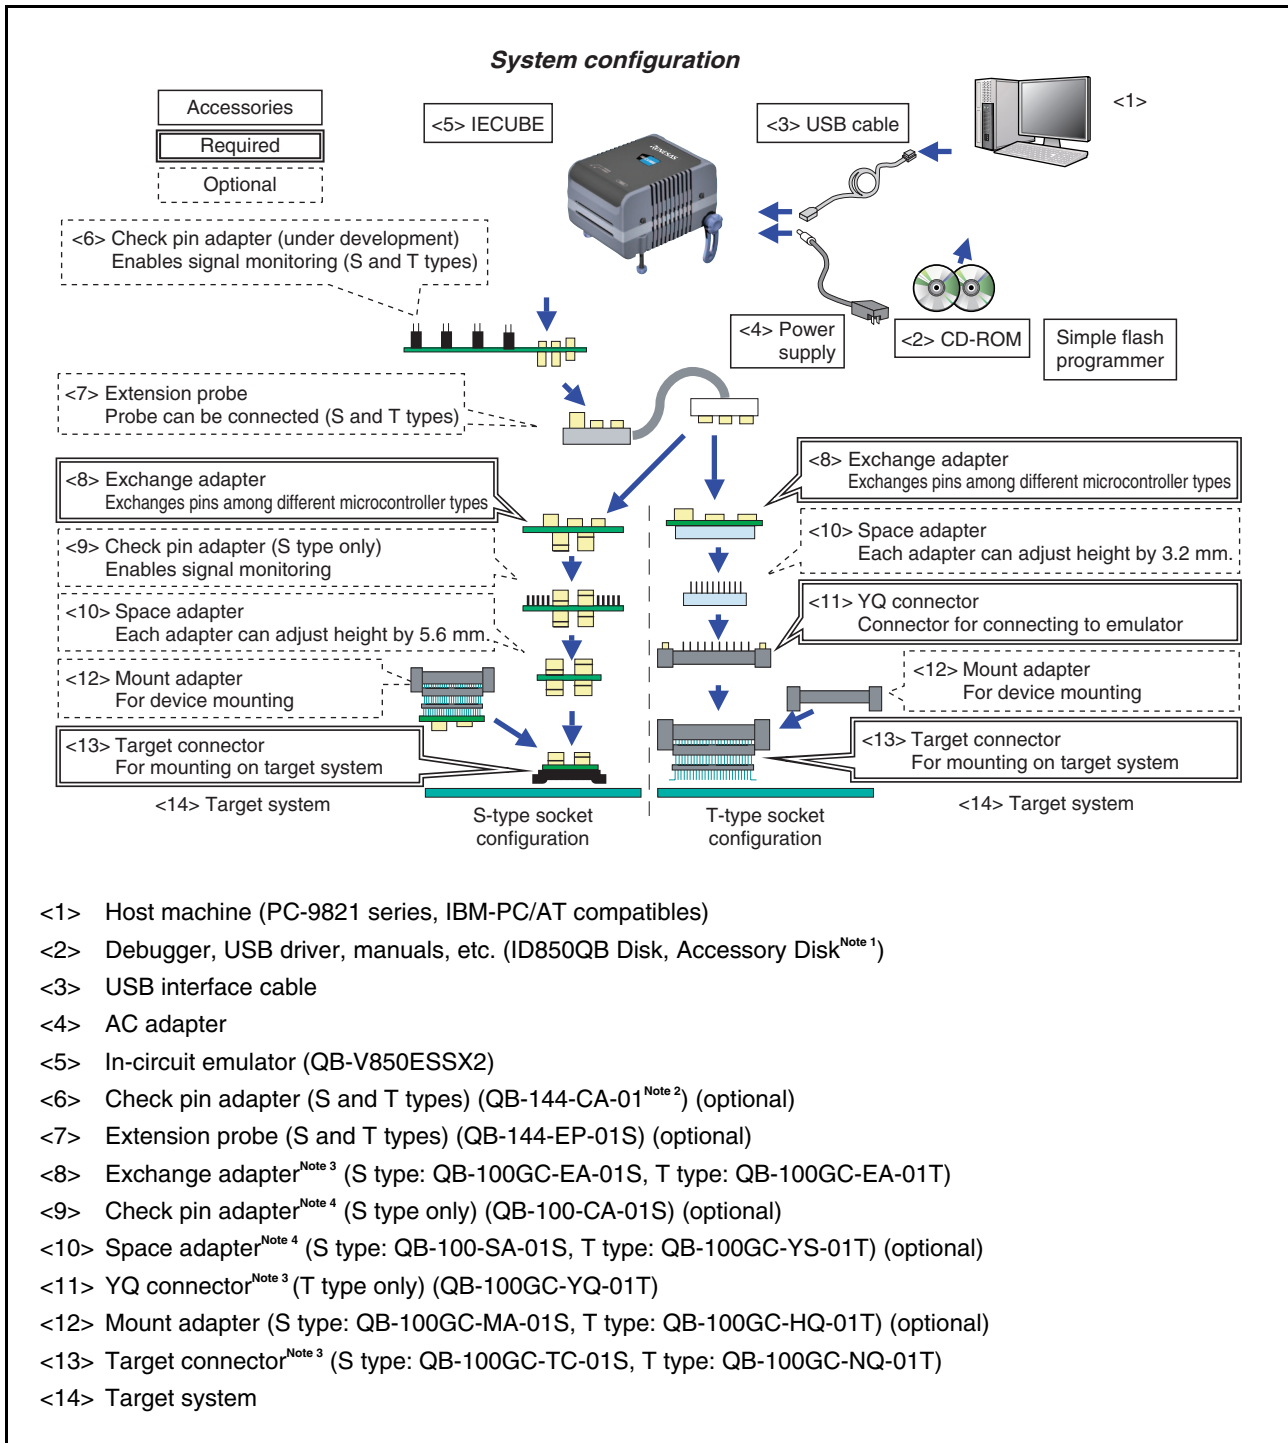 System configuration
Accessories
Required
Optional
<5> IECUBE
<3> USB cable
<1>
RENESAS
<6> Check pin adapter (under development)
Enables signal monitoring (S and T types)
<4> Power
supply
<2> CD-ROM
Simple flash
programmer
<7> Extension probe
Probe can be connected (S and T types)
<8> Exchange adapter
Exchanges pins among different microcontroller types
<8> Exchange adapter
Exchanges pins among different microcontroller types
<9> Check pin adapter (S type only)
Enables signal monitoring
<10> Space adapter
Each adapter can adjust height by 3.2 mm.
<10> Space adapter
Each adapter can adjust height by 5.6 mm.
<11> YQ connector
Connector for connecting to emulator
<12> Mount adapter
For device mounting
<12> Mount adapter
For device mounting
<13> Target connector
For mounting on target system
<13> Target connector
For mounting on target system
<14> Target system
S-type socket
configuration
T-type socket
configuration
<14> Target system
<1> Host machine (PC-9821 series, IBM-PC/AT compatibles)
<2> Debugger, USB driver, manuals, etc. (ID850QB Disk, Accessory Disk Note 1)
<3> USB interface cable
<4> AC adapter
<5> In-circuit emulator (QB-V850ESSX2)
<6> Check pin adapter (S and T types) (QB-144-CA-01 Note 2) (optional)
<7> Extension probe (S and T types) (QB-144-EP-01S) (optional)
<8> Exchange adapter Note 3 (S type: QB-100GC-EA-01S, T type: QB-100GC-EA-01T)
<9> Check pin adapter Note 4 (S type only) (QB-100-CA-01S) (optional)
<10> Space adapter Note 4 (S type: QB-100-SA-01S, T type: QB-100GC-YS-01T) (optional)
<11> YQ connector Note 3 (T type only) (QB-100GC-YQ-01T)
<12> Mount adapter (S type: QB-100GC-MA-01S, T type: QB-100GC-HQ-01T) (optional)
<13> Target connector Note 3 (S type: QB-100GC-TC-01S, T type: QB-100GC-NQ-01T)
<14> Target system